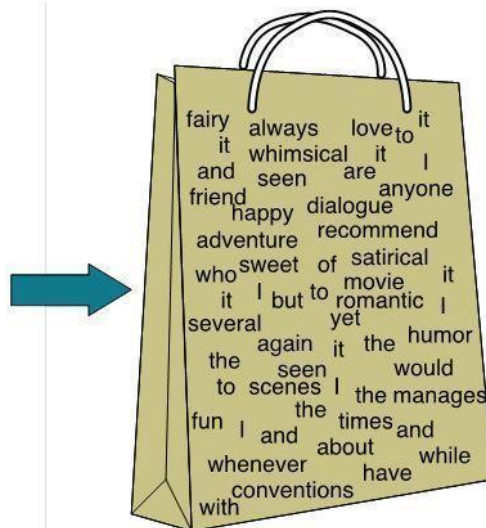 fairy always love to it
it whimsical it I
and seen are anyone
friend happy dialogue
adventure recommend
who sweet of satirical
it I but to romantic movie it
several yet I
again it the humor
the seen would
to scenes I the manages
fun I and the times and
whenever about while
with conventions have